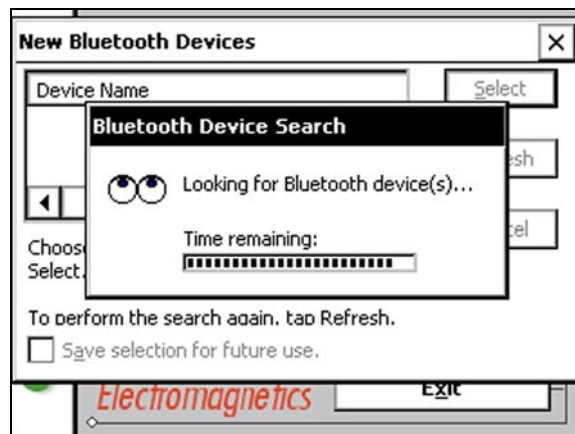 New Bluetooth Devices
Device Name
Select
Bluetooth Device Search
Looking for Bluetooth device(s)...
Time remaining:
To perform the search again, tap Refresh.
Save selection for future use.
Select.
Electromagnetics
Exit